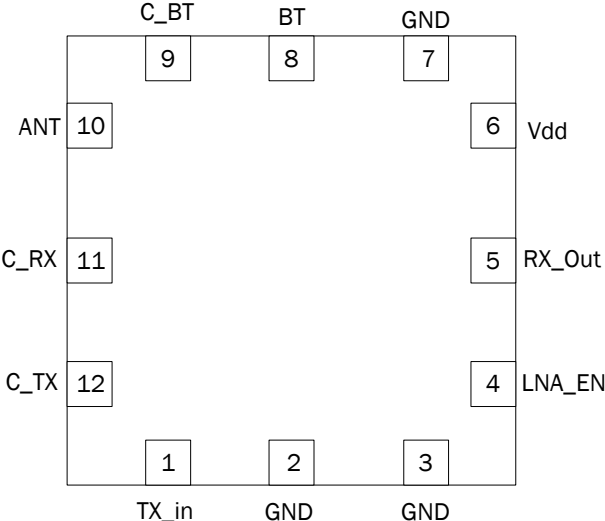 C_BT BT GND
9 8 7
ANT 10 6 Vdd
C_RX 11 5 RX_Out
C_TX 12 4 LNA_EN
1 2 3
TX_in GND GND